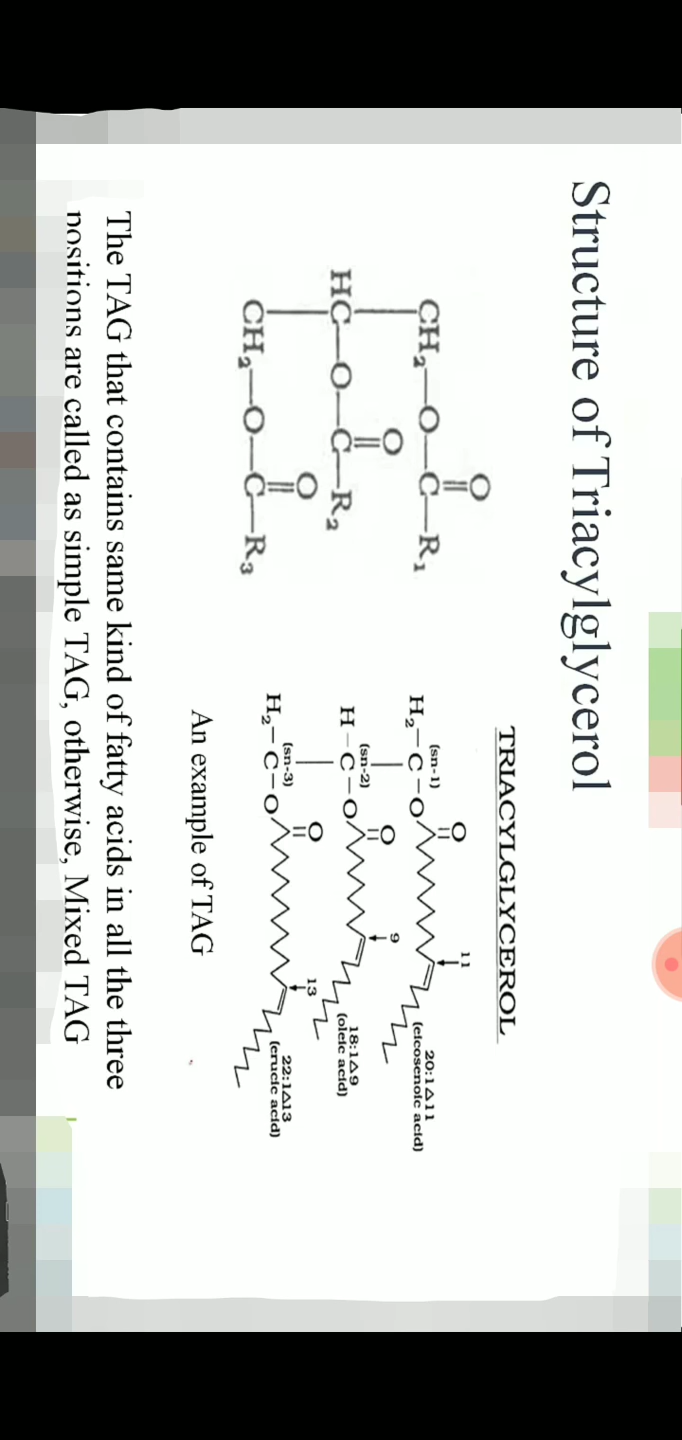 Structure of Triacylglycerol
O
CH₂—O—C—R₁
O
HC—O—C—R₂
O
CH₂—O—C—R₃
TRIACYLGLYCEROL
(sn-1) O 11
H₂—C—O 20:1Δ11
(eicosenoic acid)
(sn-2) O 9
H—C—O 18:1Δ9
(oleic acid)
(sn-3) O 13
H₂—C—O 22:1Δ13
(erucic acid)
An example of TAG
The TAG that contains same kind of fatty acids in all the three
positions are called as simple TAG, otherwise, Mixed TAG